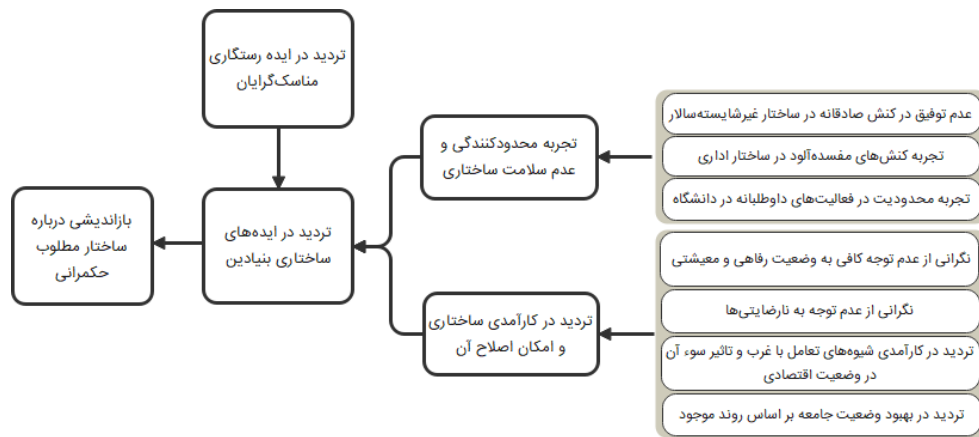 تردید در ایده رستگاری
مناسک‌گرایان
عدم توفیق در کنش صادقانه در ساختار غیرشایسته‌سالار
تجربه کنش‌های مفسده‌آلود در ساختار اداری
تجربه محدودیت در فعالیت‌های داوطلبانه در دانشگاه
تجربه محدودکنندگی و
عدم سلامت ساختاری
تردید در ایده‌های
ساختاری بنیادین
بازاندیشی درباره
ساختار مطلوب
حکمرانی
نگرانی از عدم توجه کافی به وضعیت رفاهی و معیشتی
نگرانی از عدم توجه به نارضایتی‌ها
تردید در کارآمدی شیوه‌های تعامل با غرب و تاثیر سوء آن
در وضعیت اقتصادی
تردید در بهبود وضعیت جامعه بر اساس روند موجود
تردید در کارآمدی ساختاری
و امکان اصلاح آن